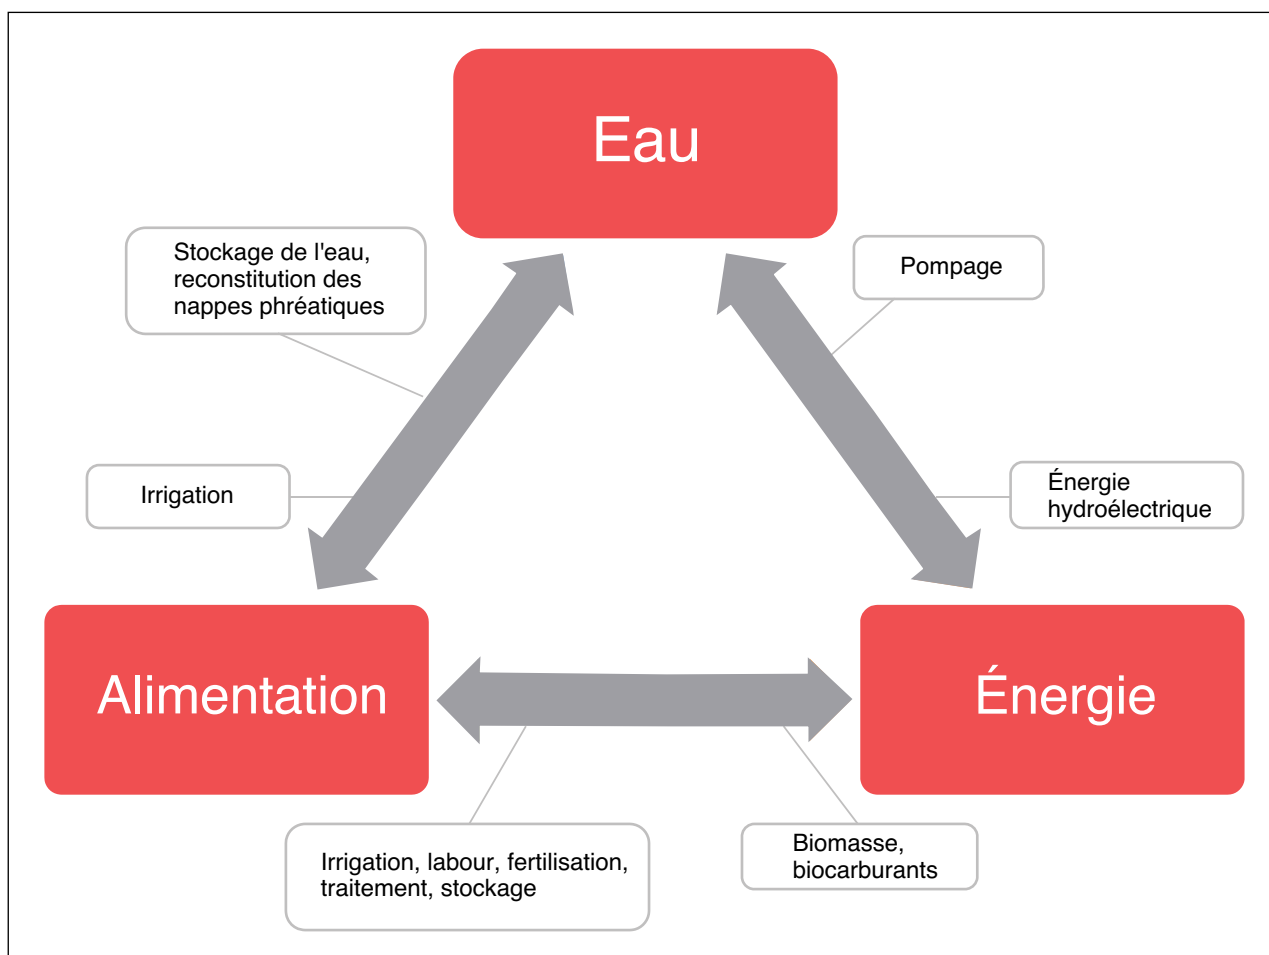 Eau
Stockage de l'eau,
reconstitution des
nappes phréatiques
Pompage
Irrigation
Énergie
hydroélectrique
Alimentation
Énergie
Irrigation, labour, fertilisation,
traitement, stockage
Biomasse,
biocarburants